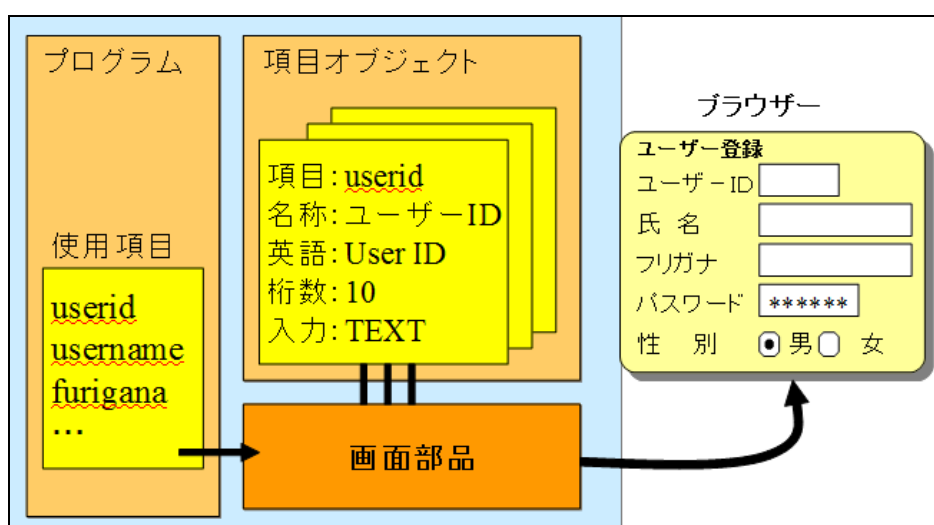 プログラム
使用項目
userid
username
furigana
…
項目オブジェクト
項目:userid
名称:ユーザーID
英語:User ID
桁数:10
入力:TEXT
画面部品
ブラウザー
ユーザー登録
ユーザーID
氏 名
フリガナ
パスワード ******
性 別 男 女